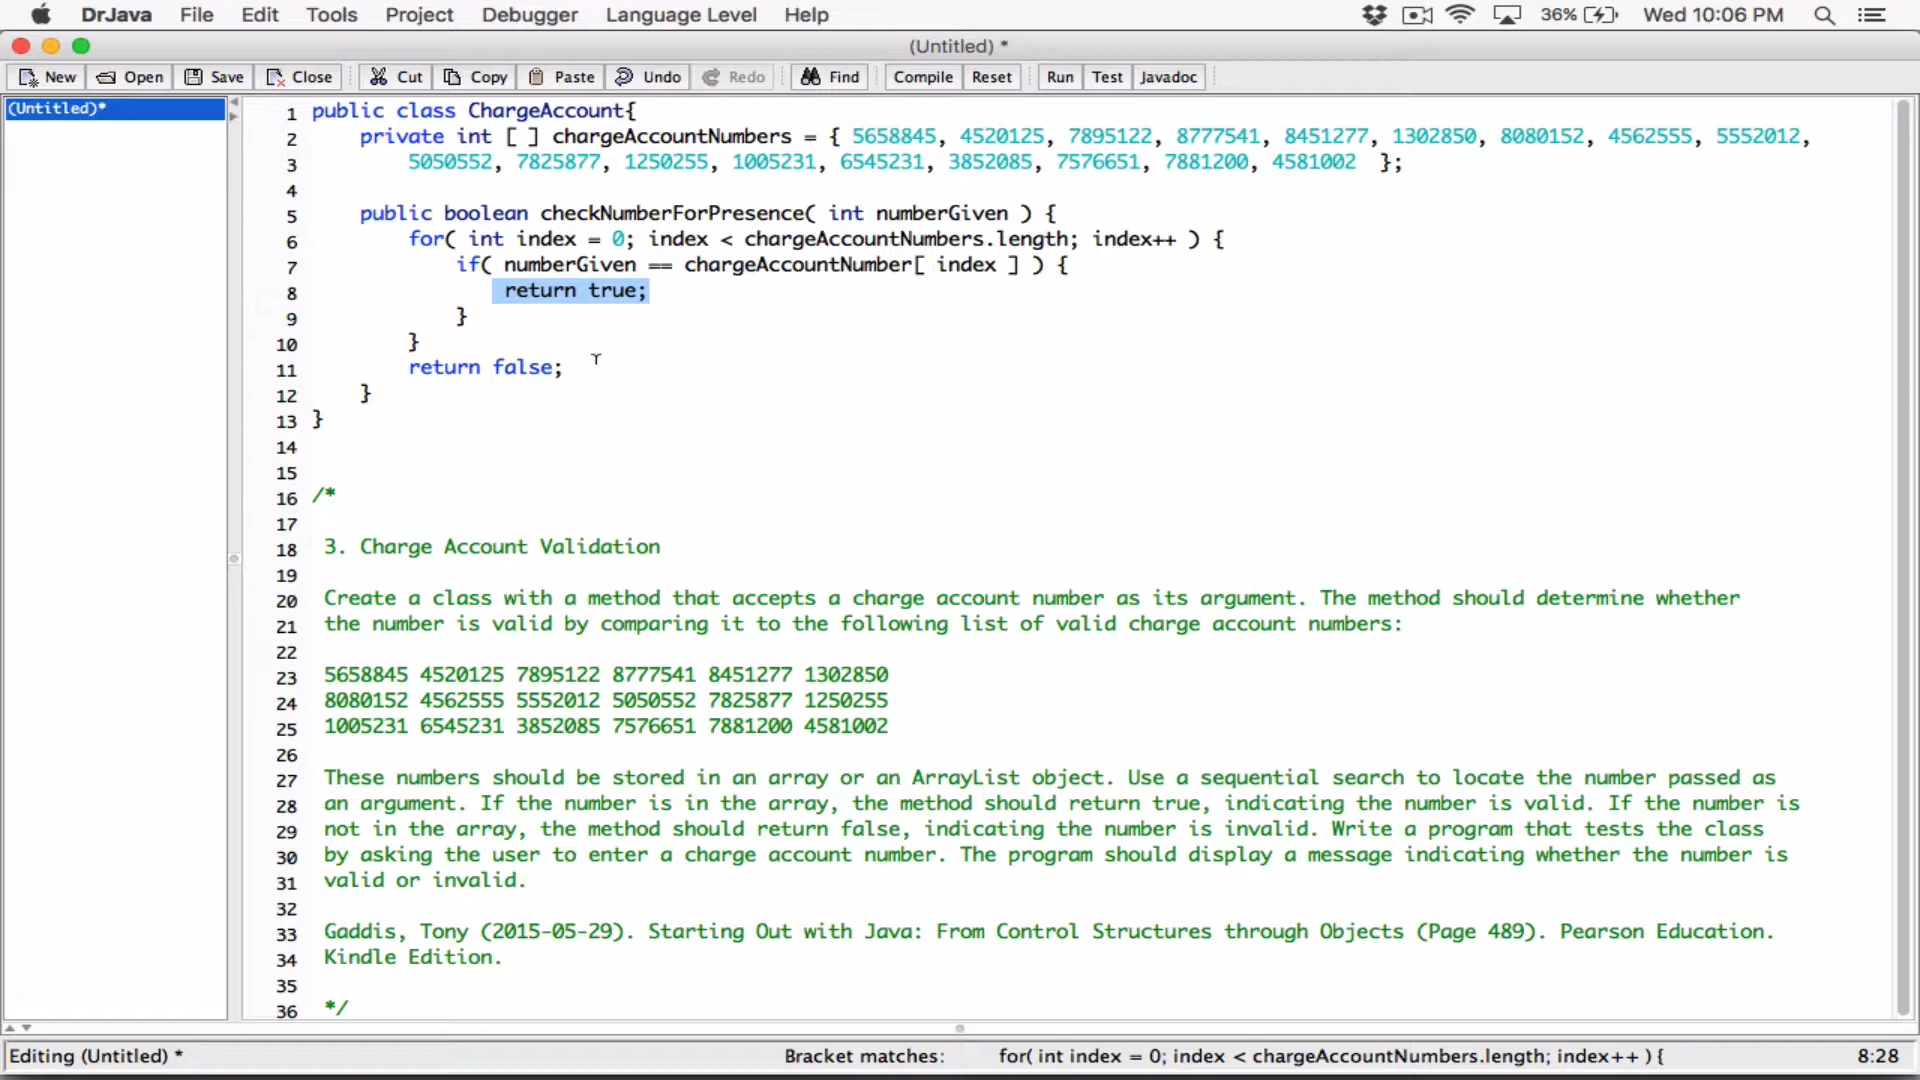 DrJava File Edit Tools Project Debugger Language Level Help 36% Wed 10:06 PM
(Untitled) *
New Open Save Close Cut Copy Paste Undo Redo Find Compile Reset Run Test Javadoc
(Untitled)*
1 public class ChargeAccount{
2 private int [ ] chargeAccountNumbers = { 5658845, 4520125, 7895122, 8777541, 8451277, 1302850, 8080152, 4562555, 5552012,
3 5050552, 7825877, 1250255, 1005231, 6545231, 3852085, 7576651, 7881200, 4581002 };
4
5 public boolean checkNumberForPresence( int numberGiven ) {
6 for( int index = 0; index < chargeAccountNumbers.length; index++ ) {
7 if( numberGiven == chargeAccountNumber[ index ] ) {
8 return true;
9 }
10 }
11 return false;
12 }
13 }
14
15
16 /*
17
18 3. Charge Account Validation
19
20 Create a class with a method that accepts a charge account number as its argument. The method should determine whether
21 the number is valid by comparing it to the following list of valid charge account numbers:
22
23 5658845 4520125 7895122 8777541 8451277 1302850
24 8080152 4562555 5552012 5050552 7825877 1250255
25 1005231 6545231 3852085 7576651 7881200 4581002
26
27 These numbers should be stored in an array or an ArrayList object. Use a sequential search to locate the number passed as
28 an argument. If the number is in the array, the method should return true, indicating the number is valid. If the number is
29 not in the array, the method should return false, indicating the number is invalid. Write a program that tests the class
30 by asking the user to enter a charge account number. The program should display a message indicating whether the number is
31 valid or invalid.
32
33 Gaddis, Tony (2015-05-29). Starting Out with Java: From Control Structures through Objects (Page 489). Pearson Education.
34 Kindle Edition.
35
36 */
Editing (Untitled) * Bracket matches: for( int index = 0; index < chargeAccountNumbers.length; index++ ) { 8:28